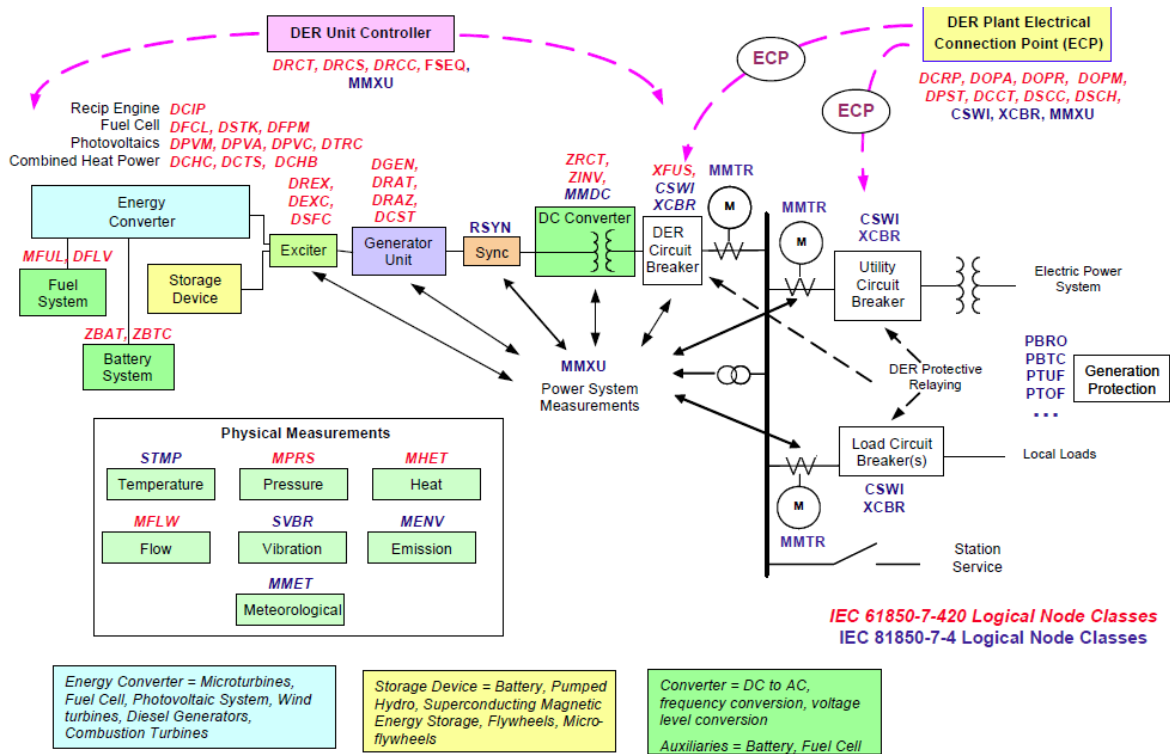 DER Unit Controller
DRCT, DRCS, DRCC, FSEQ,
MMXU
ECP
ECP
DER Plant Electrical
Connection Point (ECP)
DCRP, DOPA, DOPR, DOPM,
DPST, DCCT, DSCC, DSCH,
CSWI, XCBR, MMXU
Recip Engine DCIP
Fuel Cell DFCL, DSTK, DFPM
Photovoltaics DPVM, DPVA, DPVC, DTRC
Combined Heat Power DCHC, DCTS, DCHB
Energy
Converter
MFUL, DFLV
Fuel
System
Storage
Device
ZBAT, ZBTC
Battery
System
DREX,
DEXC,
DSFC
Exciter
DGEN,
DRAT,
DRAZ,
DCST
Generator
Unit
RSYN
Sync
ZRCT,
ZINV,
MMDC
DC Converter
XFUS,
CSWI
XCBR
DER
Circuit
Breaker
MMTR
M
MMTR
M
CSWI
XCBR
Utility
Circuit
Breaker
Electric Power
System
MMXU
Power System
Measurements
DER Protective
Relaying
PBRO
PBTC
PTUF
PTOF
...
Generation
Protection
Load Circuit
Breaker(s)
Local Loads
CSWI
XCBR
M
MMTR
Station
Service
Physical Measurements
STMP MPRS MHET
Temperature Pressure Heat
MFLW SVBR MENV
Flow Vibration Emission
MMET
Meteorological
IEC 61850-7-420 Logical Node Classes
IEC 81850-7-4 Logical Node Classes
Energy Converter = Microturbines,
Fuel Cell, Photovoltaic System, Wind
turbines, Diesel Generators,
Combustion Turbines
Storage Device = Battery, Pumped
Hydro, Superconducting Magnetic
Energy Storage, Flywheels, Micro-
flywheels
Converter = DC to AC,
frequency conversion, voltage
level conversion
Auxiliaries = Battery, Fuel Cell